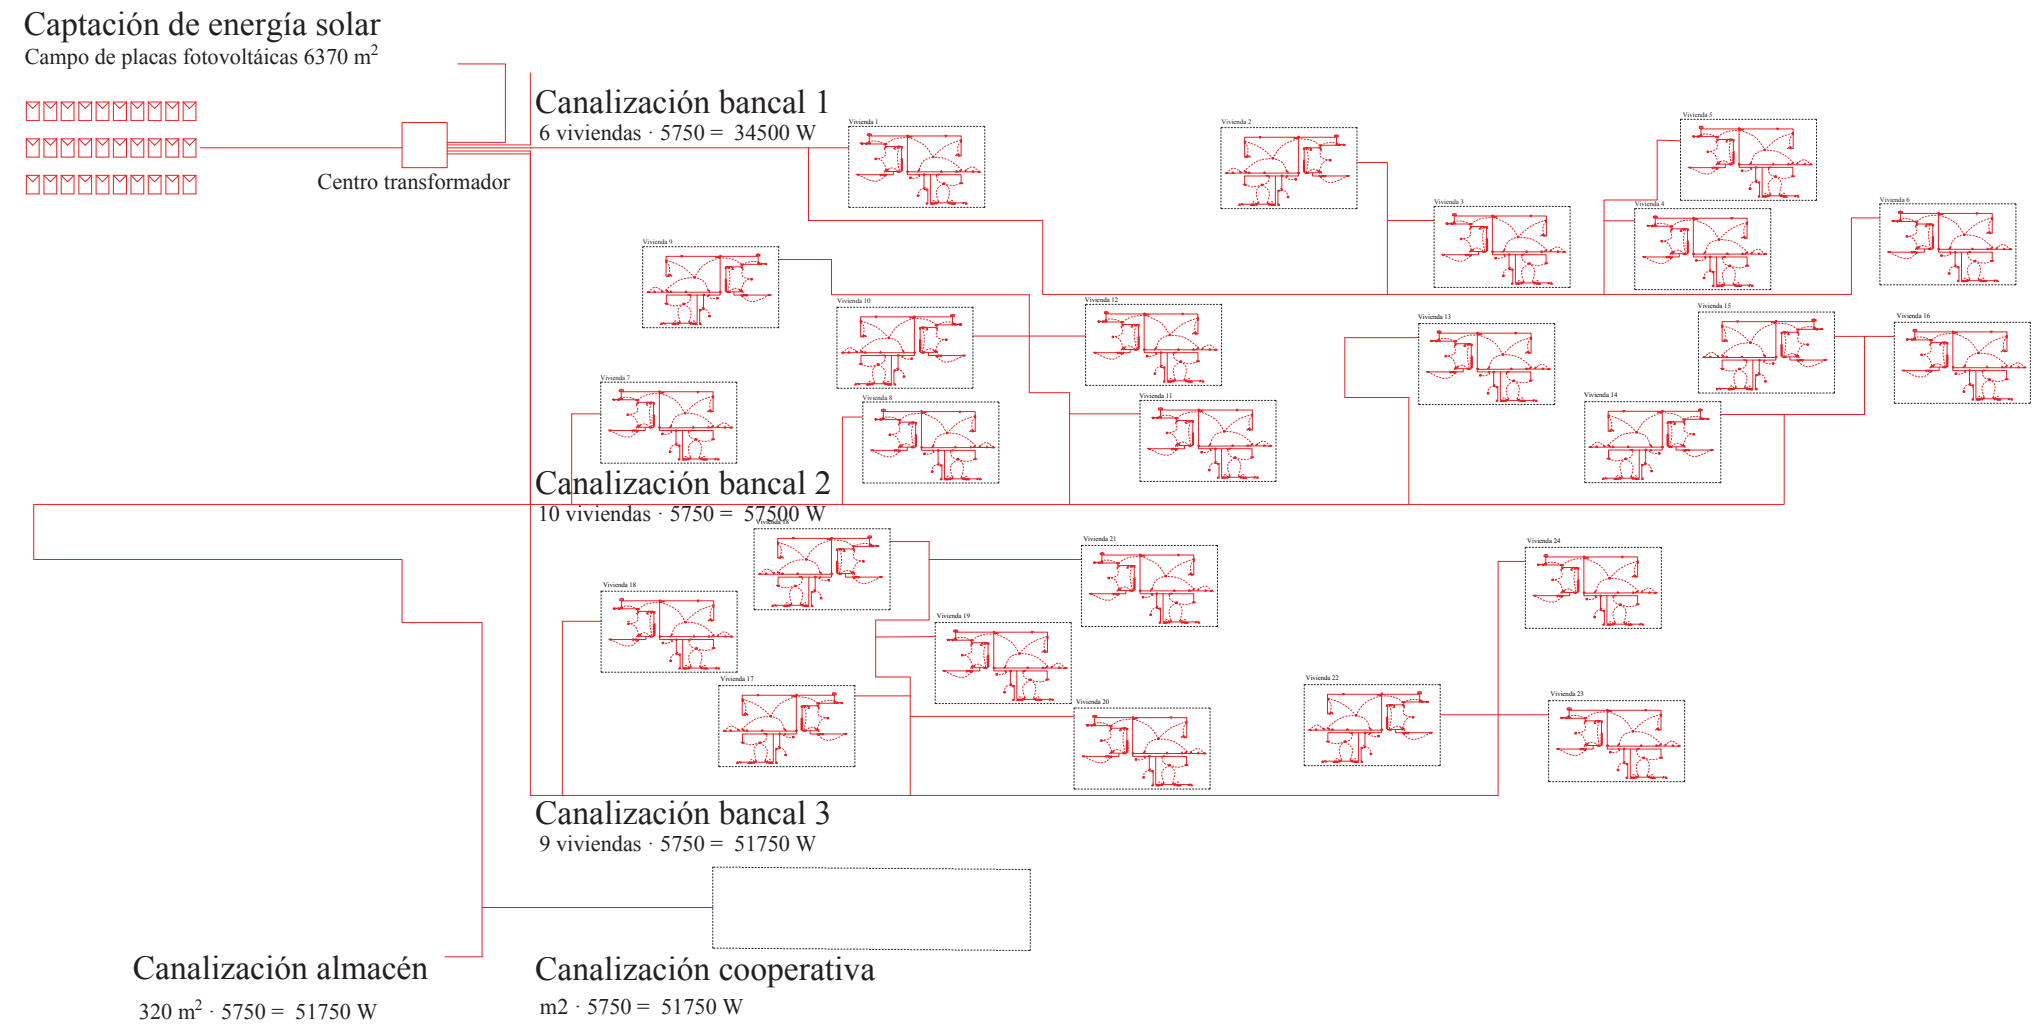 Captación de energía solar
Campo de placas fotovoltáicas 6370 m²
Centro transformador
Canalización bancal 1
6 viviendas · 5750 = 34500 W
Vivienda 1
Vivienda 2
Vivienda 3
Vivienda 4
Vivienda 5
Vivienda 6
Vivienda 9
Vivienda 10
Vivienda 12
Vivienda 13
Vivienda 15
Vivienda 16
Vivienda 7
Vivienda 8
Vivienda 11
Vivienda 14
Canalización bancal 2
10 viviendas · 5750 = 57500 W
Vivienda 18
Vivienda 21
Vivienda 24
Vivienda 18
Vivienda 19
Vivienda 17
Vivienda 20
Vivienda 22
Vivienda 23
Canalización bancal 3
9 viviendas · 5750 = 51750 W
Canalización almacén
320 m² · 5750 = 51750 W
Canalización cooperativa
m2 · 5750 = 51750 W